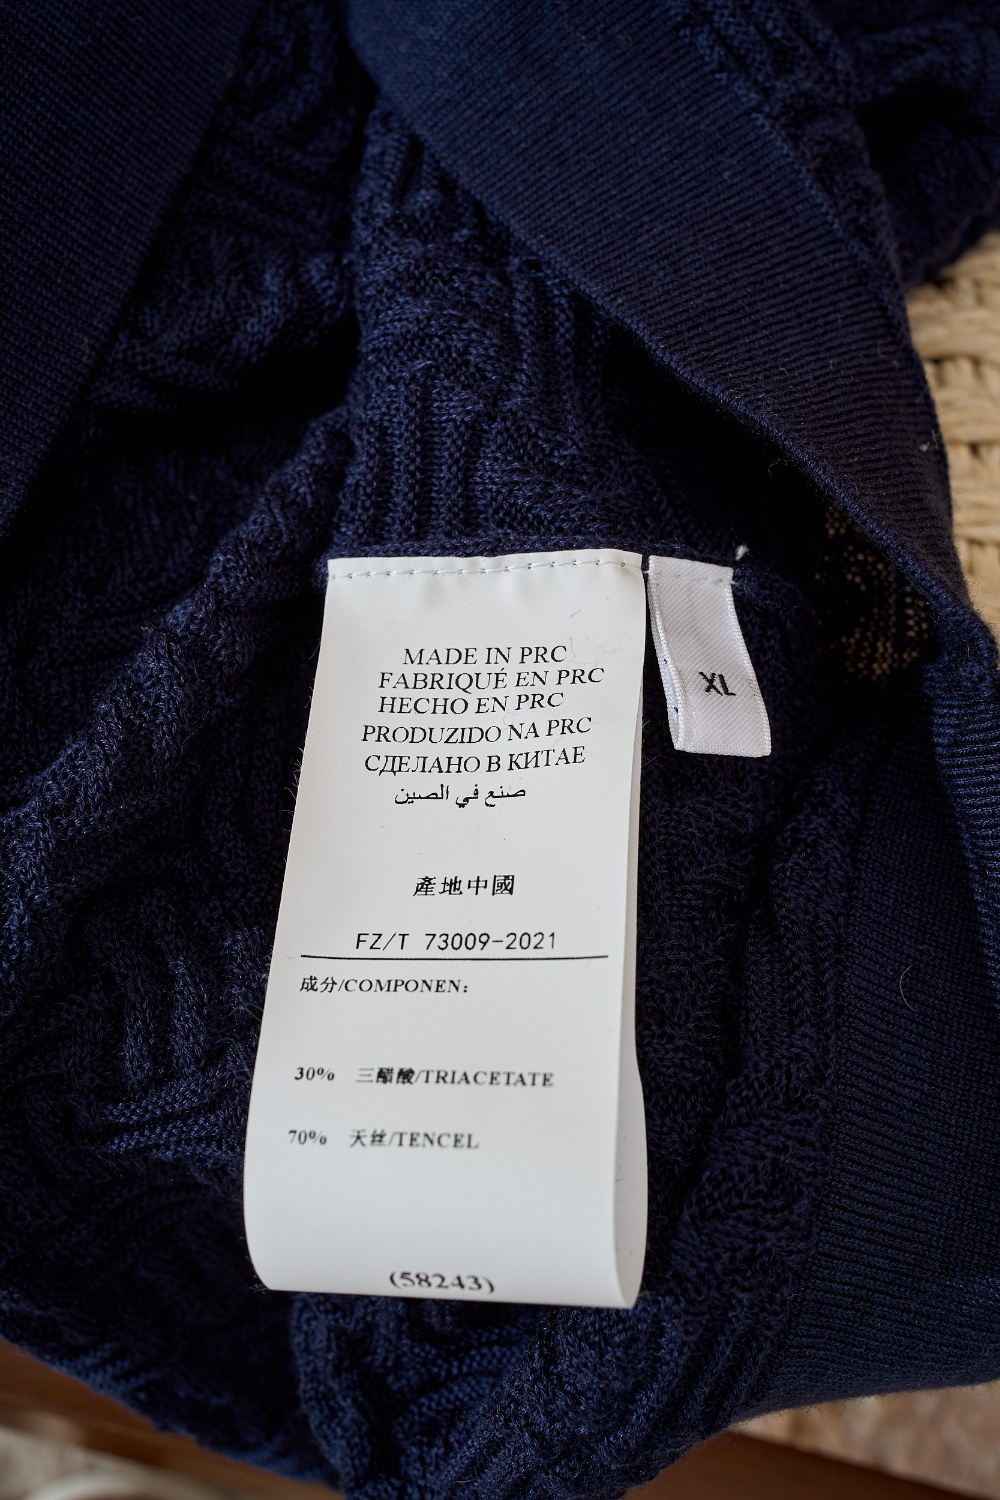 MADE IN PRC
FABRIQUÉ EN PRC
HECHO EN PRC
PRODUZIDO NA PRC
СДЕЛАНО В КИТАЕ
صنع في الصين
產地中國
FZ/T 73009-2021
成分/COMPONEN:
30% 三醋酸/TRIACETATE
70% 天丝/TENCEL
(58243)
XL